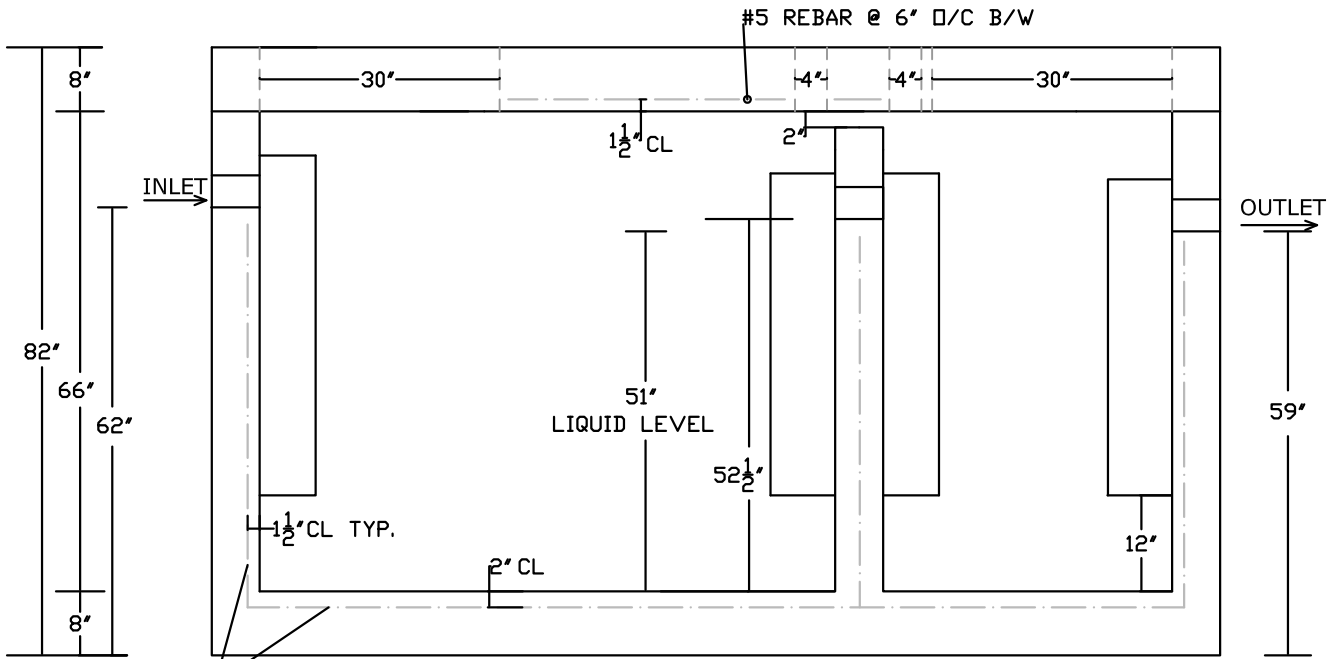 #5 REBAR @ 6" O/C B/W
8"
30"
4"
4"
30"
1½" CL
2"
INLET
OUTLET
82"
66"
62"
51"
LIQUID LEVEL
59"
52½"
1½" CL TYP.
12"
2" CL
8"